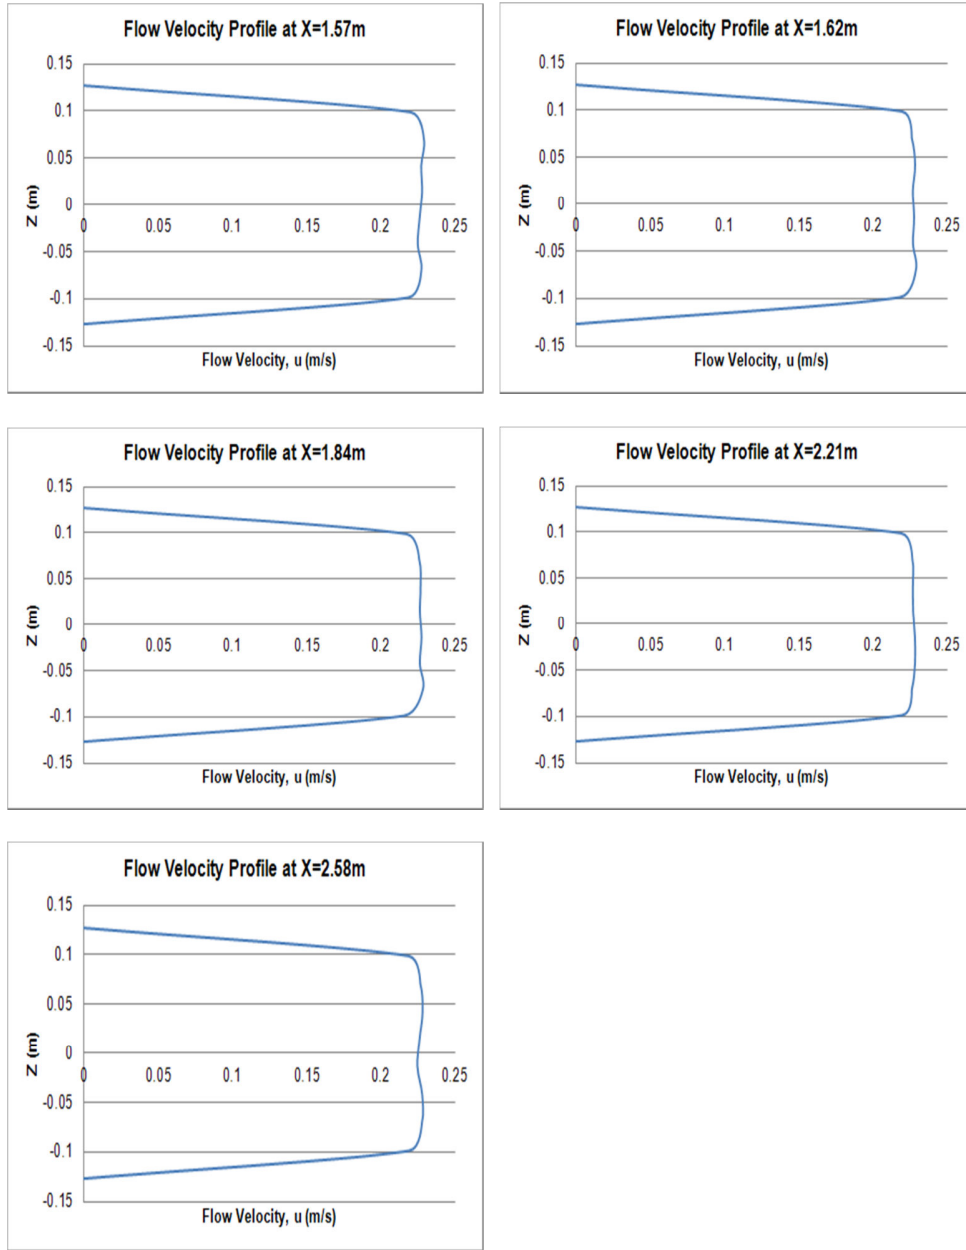 Flow Velocity Profile at X=1.57m
0.15
0.1
0.05
0
-0.05
-0.1
-0.15
Z (m)
0 0.05 0.1 0.15 0.2 0.25
Flow Velocity, u (m/s)
Flow Velocity Profile at X=1.62m
0.15
0.1
0.05
0
-0.05
-0.1
-0.15
Z (m)
0 0.05 0.1 0.15 0.2 0.25
Flow Velocity, u (m/s)
Flow Velocity Profile at X=1.84m
0.15
0.1
0.05
0
-0.05
-0.1
-0.15
Z (m)
0 0.05 0.1 0.15 0.2 0.25
Flow Velocity, u (m/s)
Flow Velocity Profile at X=2.21m
0.15
0.1
0.05
0
-0.05
-0.1
-0.15
Z (m)
0 0.05 0.1 0.15 0.2 0.25
Flow Velocity, u (m/s)
Flow Velocity Profile at X=2.58m
0.15
0.1
0.05
0
-0.05
-0.1
-0.15
Z (m)
0 0.05 0.1 0.15 0.2 0.25
Flow Velocity, u (m/s)